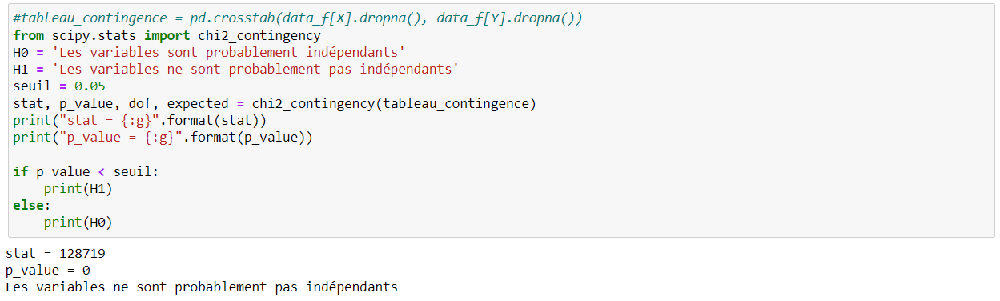 #tableau_contingence = pd.crosstab(data_f[X].dropna(), data_f[Y].dropna())
from scipy.stats import chi2_contingency
H0 = 'Les variables sont probablement indépendants'
H1 = 'Les variables ne sont probablement pas indépendants'
seuil = 0.05
stat, p_value, dof, expected = chi2_contingency(tableau_contingence)
print("stat = {:g}".format(stat))
print("p_value = {:g}".format(p_value))
if p_value < seuil:
    print(H1)
else:
    print(H0)
stat = 128719
p_value = 0
Les variables ne sont probablement pas indépendants